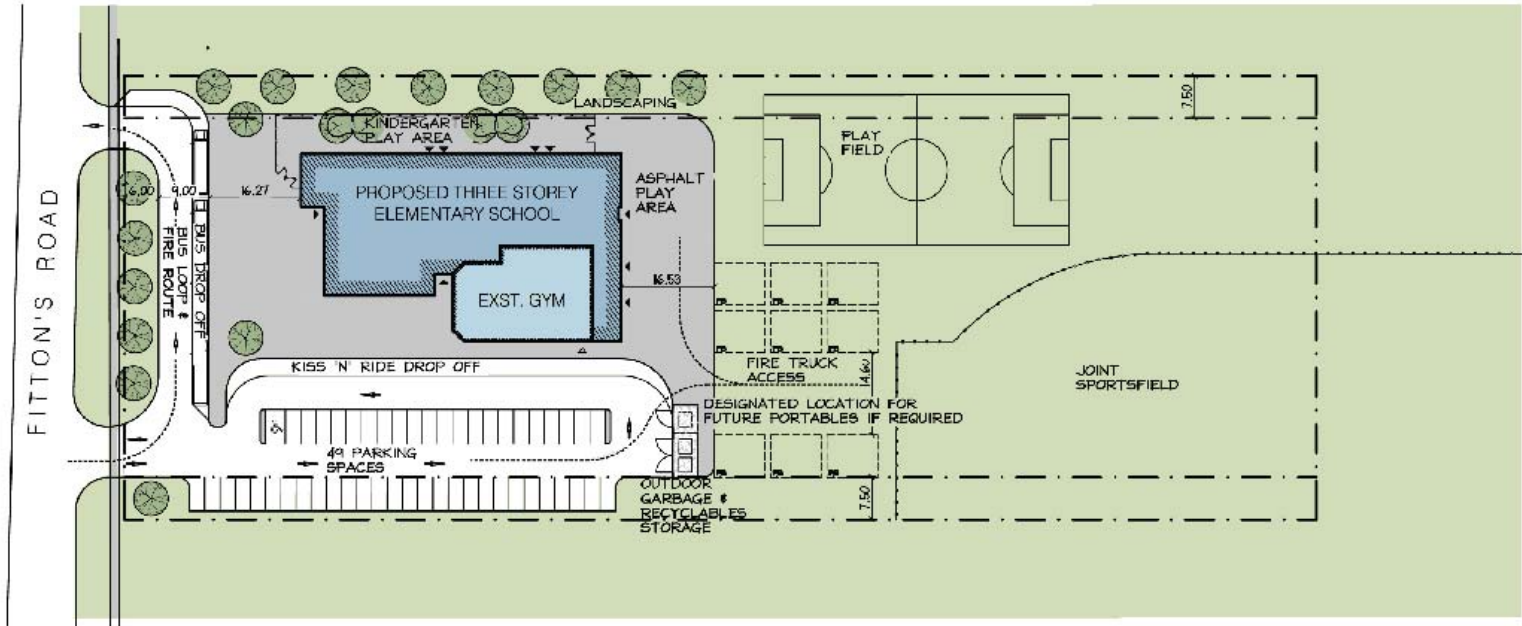 FITTON'S ROAD
LANDSCAPING
7.50
KINDERGARTEN
PLAY AREA
PLAY
FIELD
PROPOSED THREE STOREY
ELEMENTARY SCHOOL
ASPHALT
PLAY
AREA
6.00
9.00
16.27
BUS DROP OFF
BUS LOOP &
FIRE ROUTE
16.53
EXST. GYM
KISS 'N' RIDE DROP OFF
FIRE TRUCK
ACCESS
14.60
JOINT
SPORTSFIELD
DESIGNATED LOCATION FOR
FUTURE PORTABLES IF REQUIRED
49 PARKING
SPACES
OUTDOOR
GARBAGE &
RECYCLABLES
STORAGE
7.50